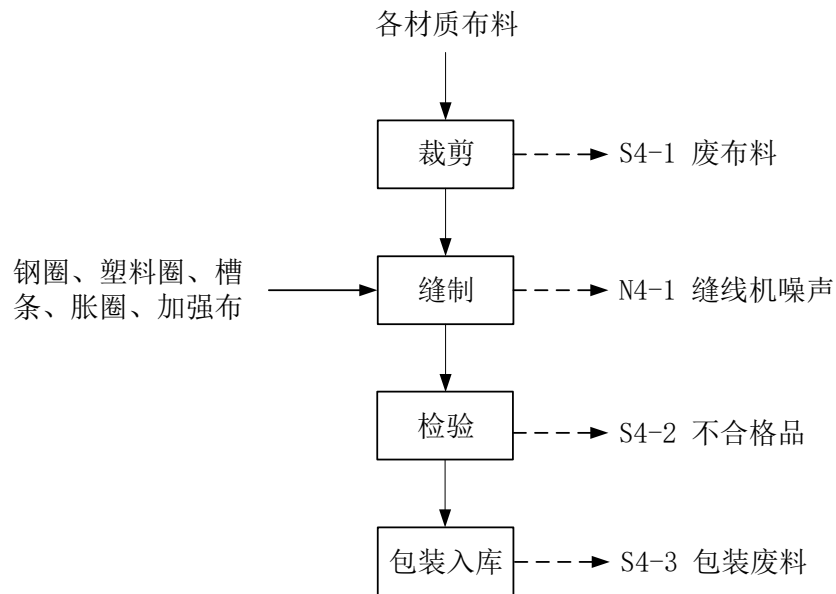 各材质布料
裁剪
S4-1 废布料
钢圈、塑料圈、槽
条、胀圈、加强布
缝制
N4-1 缝线机噪声
检验
S4-2 不合格品
包装入库
S4-3 包装废料